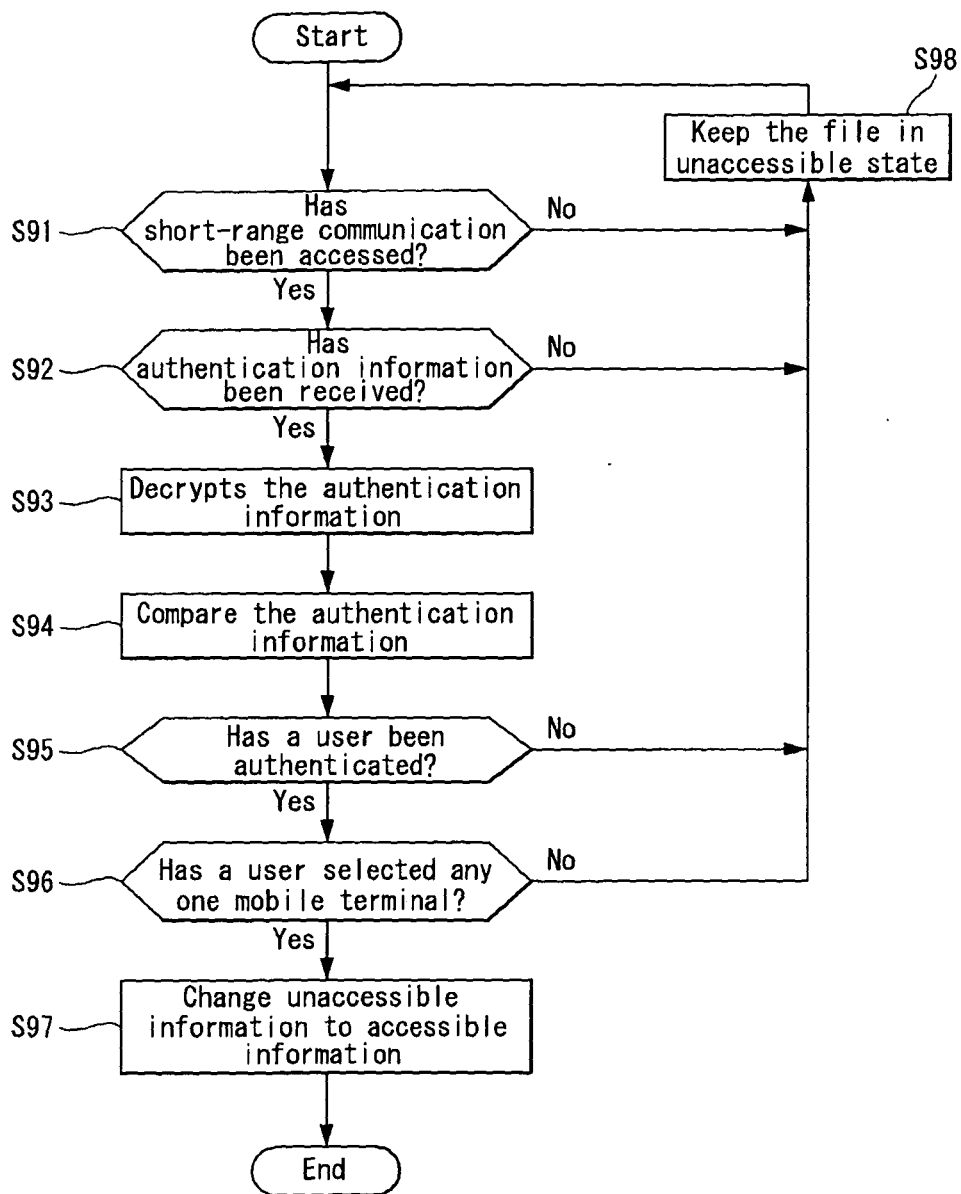 Start
S98
Keep the file in
unaccessible state
S91
Has
short-range communication
been accessed?
No
Yes
S92
Has
authentication information
been received?
No
Yes
S93
Decrypts the authentication
information
S94
Compare the authentication
information
S95
Has a user been
authenticated?
No
Yes
S96
Has a user selected any
one mobile terminal?
No
Yes
S97
Change unaccessible
information to accessible
information
End